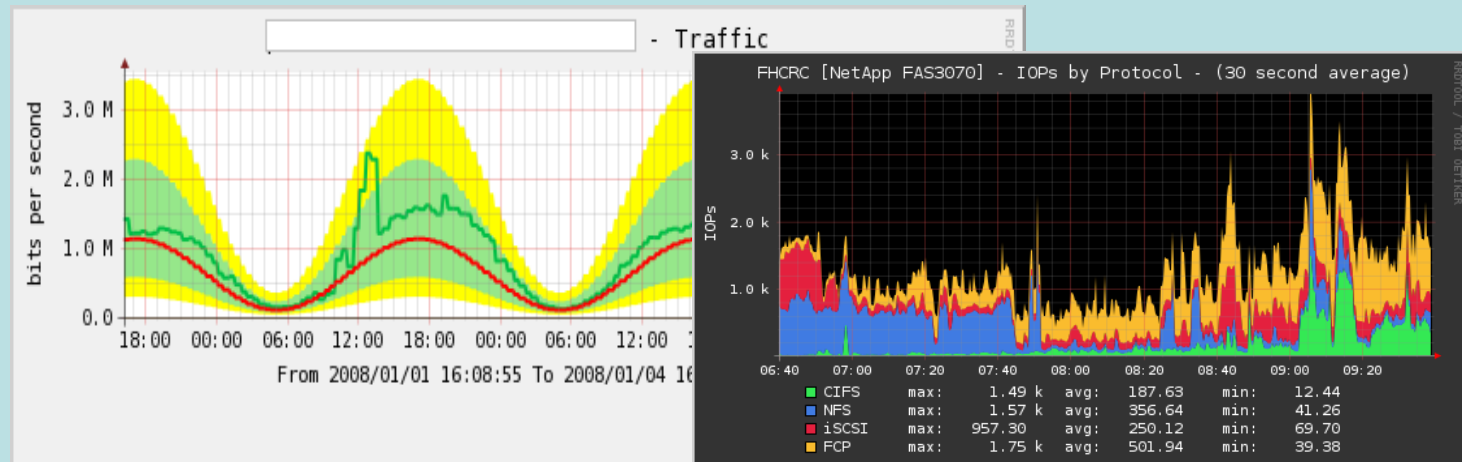 - Traffic
RRD
bits per second
3.0 M
2.0 M
1.0 M
0.0
18:00 00:00 06:00 12:00 18:00 00:00 06:00 12:00
From 2008/01/01 16:08:55 To 2008/01/04 16
FHCRC [NetApp FAS3070] - IOPs by Protocol - (30 second average)
RRDTOOL / TOBI OETIKER
IOPs
3.0 k
2.0 k
1.0 k
06:40 07:00 07:20 07:40 08:00 08:20 08:40 09:00 09:20
CIFS max: 1.49 k avg: 187.63 min: 12.44
NFS max: 1.57 k avg: 356.64 min: 41.26
iSCSI max: 957.30 avg: 250.12 min: 69.70
FCP max: 1.75 k avg: 501.94 min: 39.38